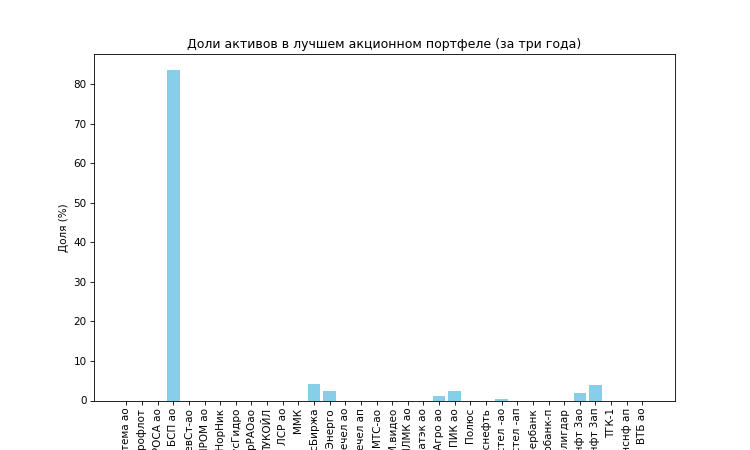 Доли активов в лучшем акционном портфеле (за три года)
Доля (%)
80
70
60
50
40
30
20
10
0
тема ао
рофлот
РОСА ао
БСП ао
евСт-ао
ПРОМ ао
НорНик
сГидро
рРАОао
ЛУКОЙЛ
ЛСР ао
ММК
сБиржа
Энерго
ечел ао
ечел ап
МТС-ао
М.видео
ЛМК ао
атэк ао
Агро ао
ПИК ао
Полюс
снефть
стел -ао
стел -ап
ербанк
рбанк-п
лигдар
нфт 3ао
нфт 3ап
ТГК-1
нснф ап
ВТБ ао